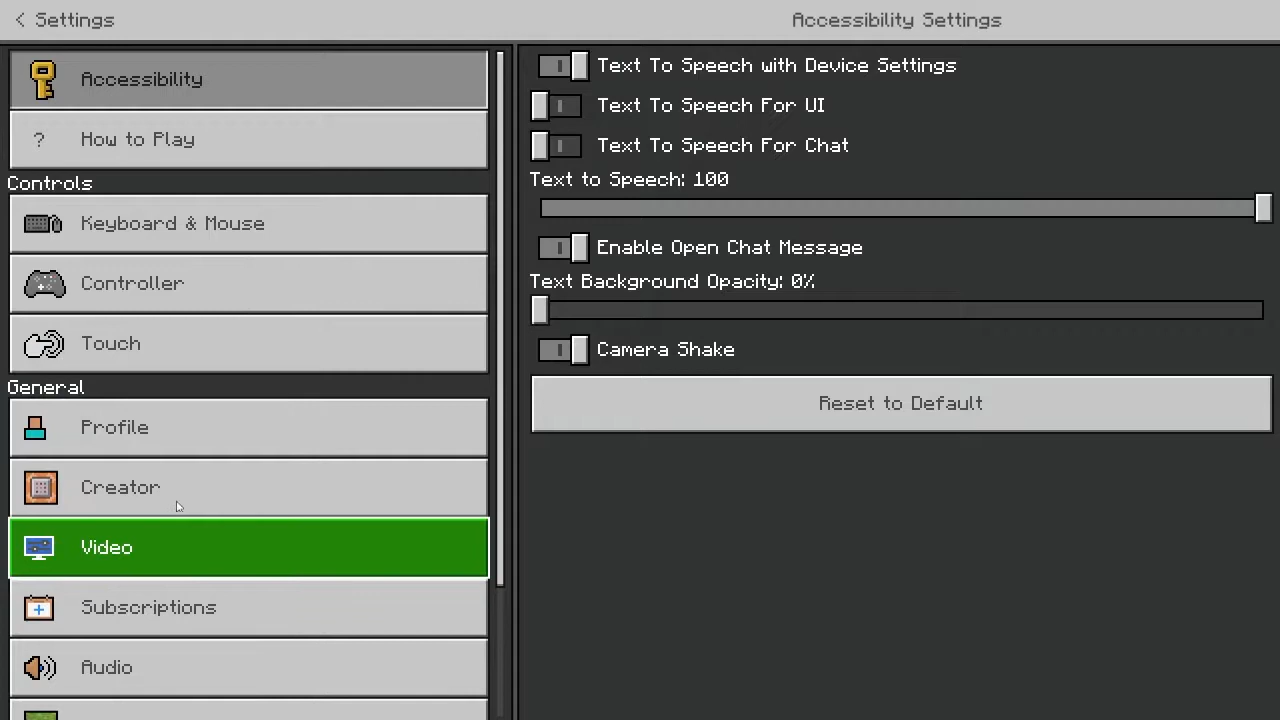 Settings
Accessibility Settings
Accessibility
? How to Play
Controls
Keyboard & Mouse
Controller
Touch
General
Profile
Creator
Video
Subscriptions
Audio
Text To Speech with Device Settings
Text To Speech For UI
Text To Speech For Chat
Text to Speech: 100
Enable Open Chat Message
Text Background Opacity: 0%
Camera Shake
Reset to Default